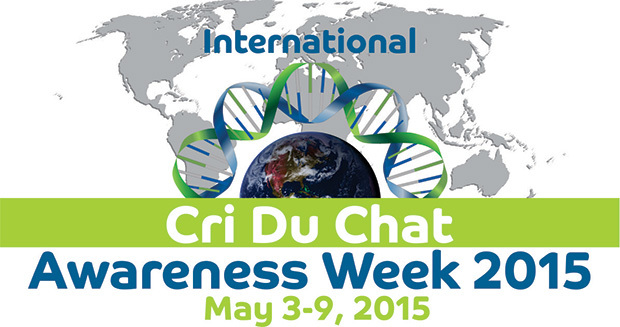 International
Cri Du Chat
Awareness Week 2015
May 3-9, 2015